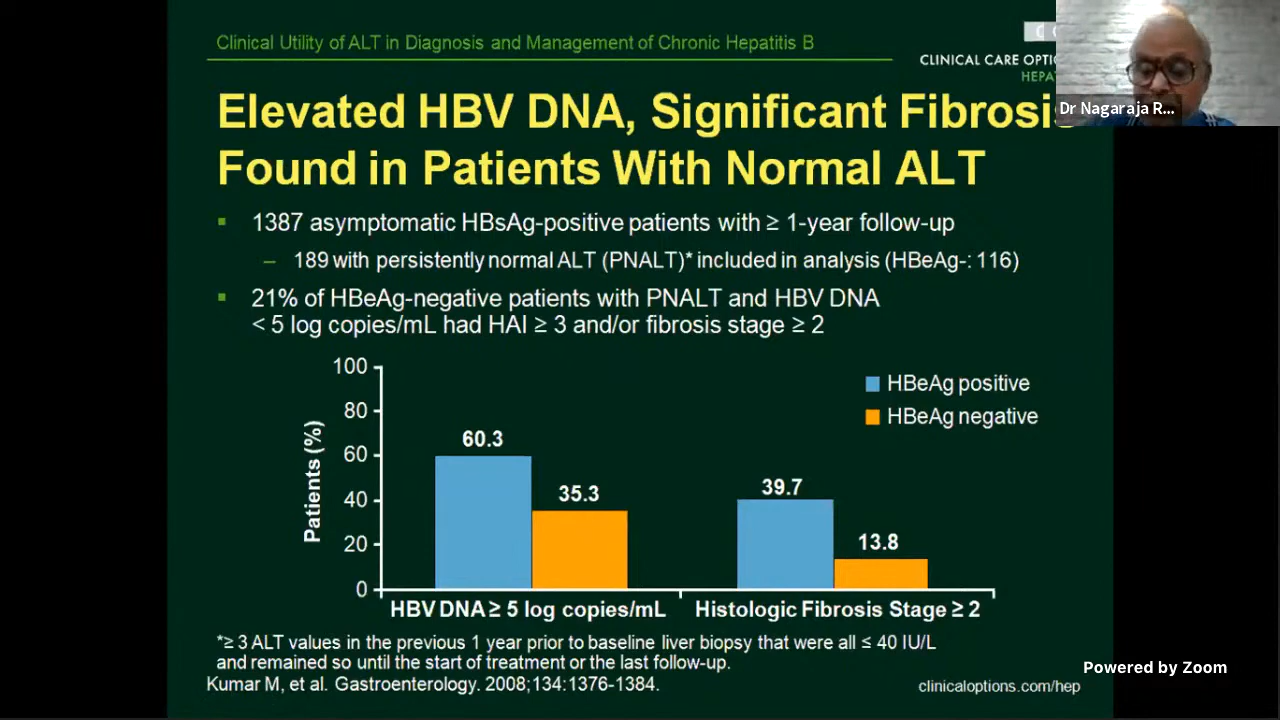 Clinical Utility of ALT in Diagnosis and Management of Chronic Hepatitis B
CLINICAL CARE
Elevated HBV DNA, Significant Fibrosis
Found in Patients With Normal ALT
Dr Nagaraja R...
▪ 1387 asymptomatic HBsAg-positive patients with ≥ 1-year follow-up
– 189 with persistently normal ALT (PNALT)* included in analysis (HBeAg-: 116)
▪ 21% of HBeAg-negative patients with PNALT and HBV DNA
< 5 log copies/mL had HAI ≥ 3 and/or fibrosis stage ≥ 2
Patients (%)
100
80
60
40
20
0
HBeAg positive
HBeAg negative
60.3
35.3
39.7
13.8
HBV DNA ≥ 5 log copies/mL
Histologic Fibrosis Stage ≥ 2
*≥ 3 ALT values in the previous 1 year prior to baseline liver biopsy that were all ≤ 40 IU/L
and remained so until the start of treatment or the last follow-up.
Kumar M, et al. Gastroenterology. 2008;134:1376-1384.
clinicaloptions.com/hep
Powered by Zoom